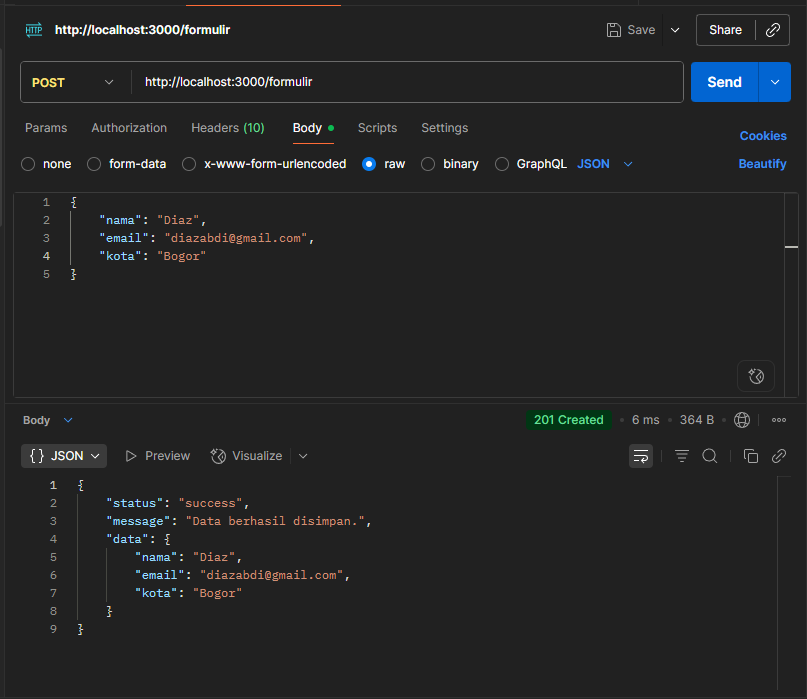 HTTP http://localhost:3000/formulir Save Share
POST http://localhost:3000/formulir Send
Params Authorization Headers (10) Body Scripts Settings Cookies
none form-data x-www-form-urlencoded raw binary GraphQL JSON Beautify
1 {
2 "nama": "Diaz",
3 "email": "diazabdi@gmail.com",
4 "kota": "Bogor"
5 }
Body 201 Created 6 ms 364 B
{} JSON Preview Visualize
1 {
2 "status": "success",
3 "message": "Data berhasil disimpan.",
4 "data": {
5 "nama": "Diaz",
6 "email": "diazabdi@gmail.com",
7 "kota": "Bogor"
8 }
9 }